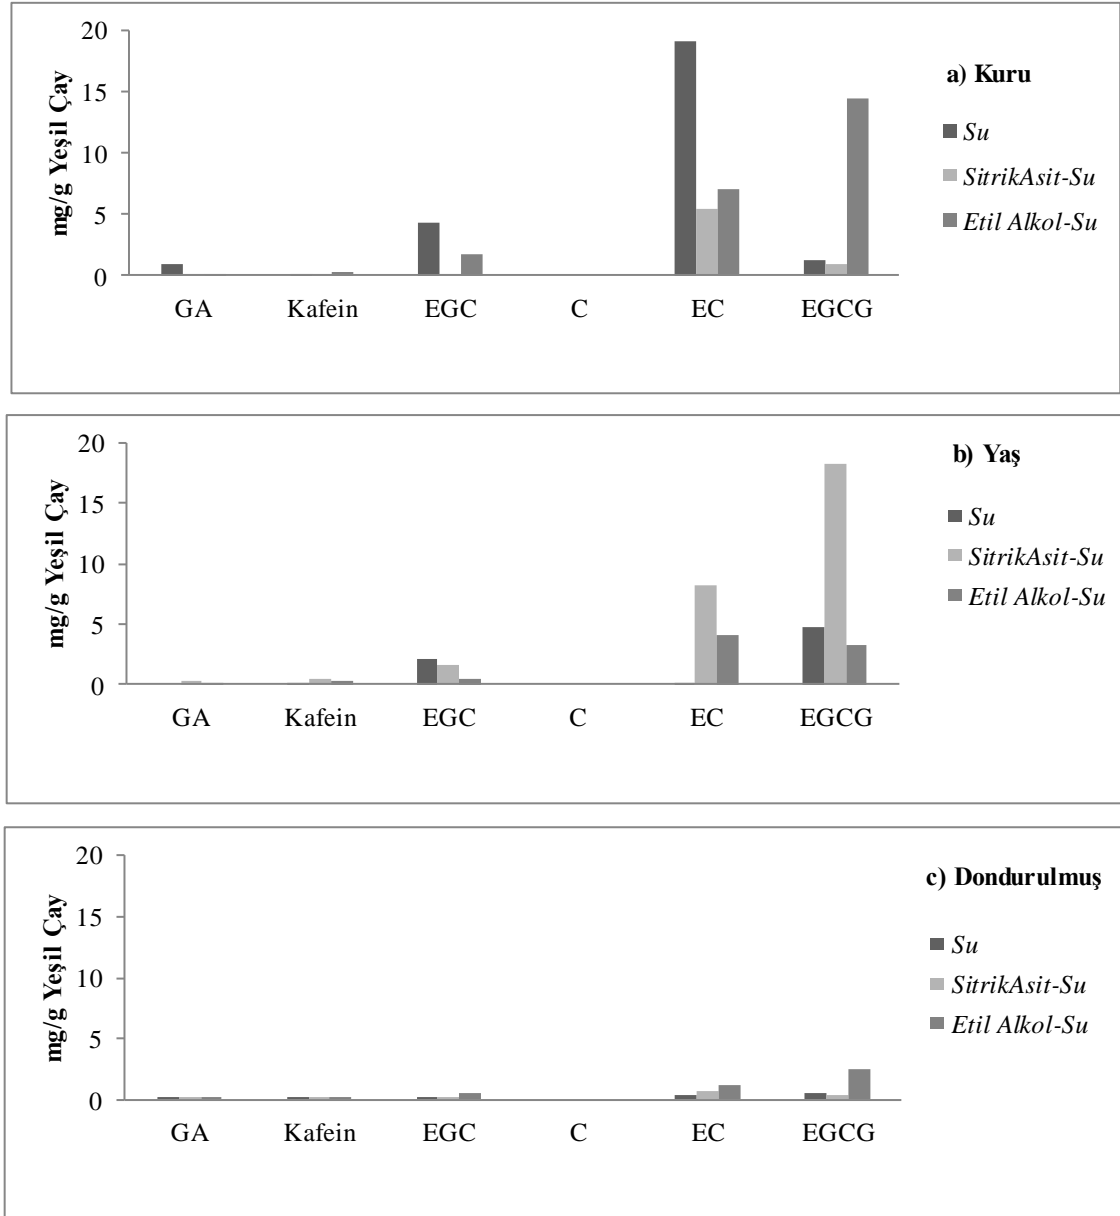 20
15
10
5
0
mg/g Yeşil Çay
GA Kafein EGC C EC EGCG
a) Kuru
Su
SitrikAsit-Su
Etil Alkol-Su
20
15
10
5
0
mg/g Yeşil Çay
GA Kafein EGC C EC EGCG
b) Yaş
Su
SitrikAsit-Su
Etil Alkol-Su
20
15
10
5
0
mg/g Yeşil Çay
GA Kafein EGC C EC EGCG
c) Dondurulmuş
Su
SitrikAsit-Su
Etil Alkol-Su